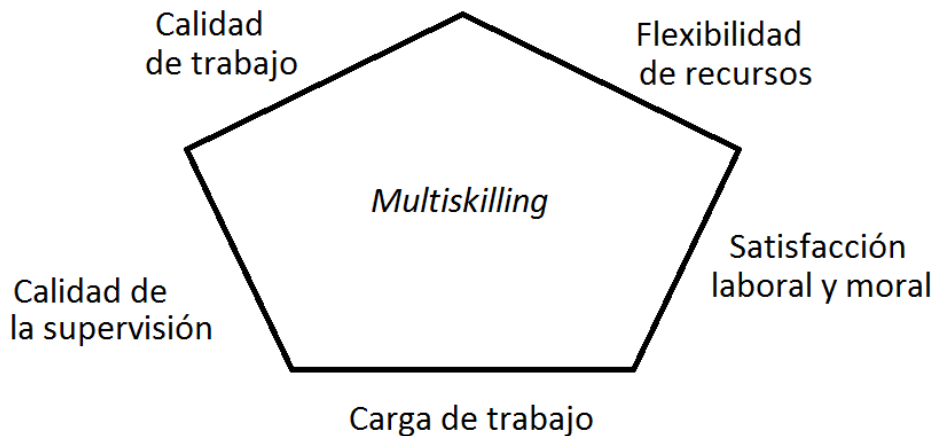 Calidad
de trabajo
Flexibilidad
de recursos
Multiskilling
Satisfacción
laboral y moral
Calidad de
la supervisión
Carga de trabajo